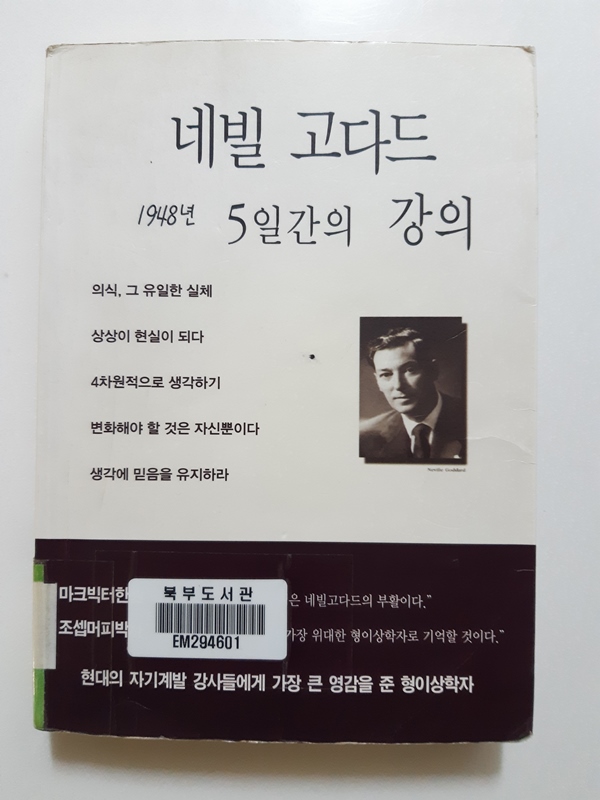 네빌 고다드
1948년 5일간의 강의
의식, 그 유일한 실체
상상이 현실이 되다
4차원적으로 생각하기
변화해야 할 것은 자신뿐이다
생각에 믿음을 유지하라
Neville Goddard
마크빅터한 은 네빌고다드의 부활이다.”
북부도서관
EM294601
조셉머피박 가장 위대한 형이상학자로 기억할 것이다.”
현대의 자기계발 강사들에게 가장 큰 영감을 준 형이상학자